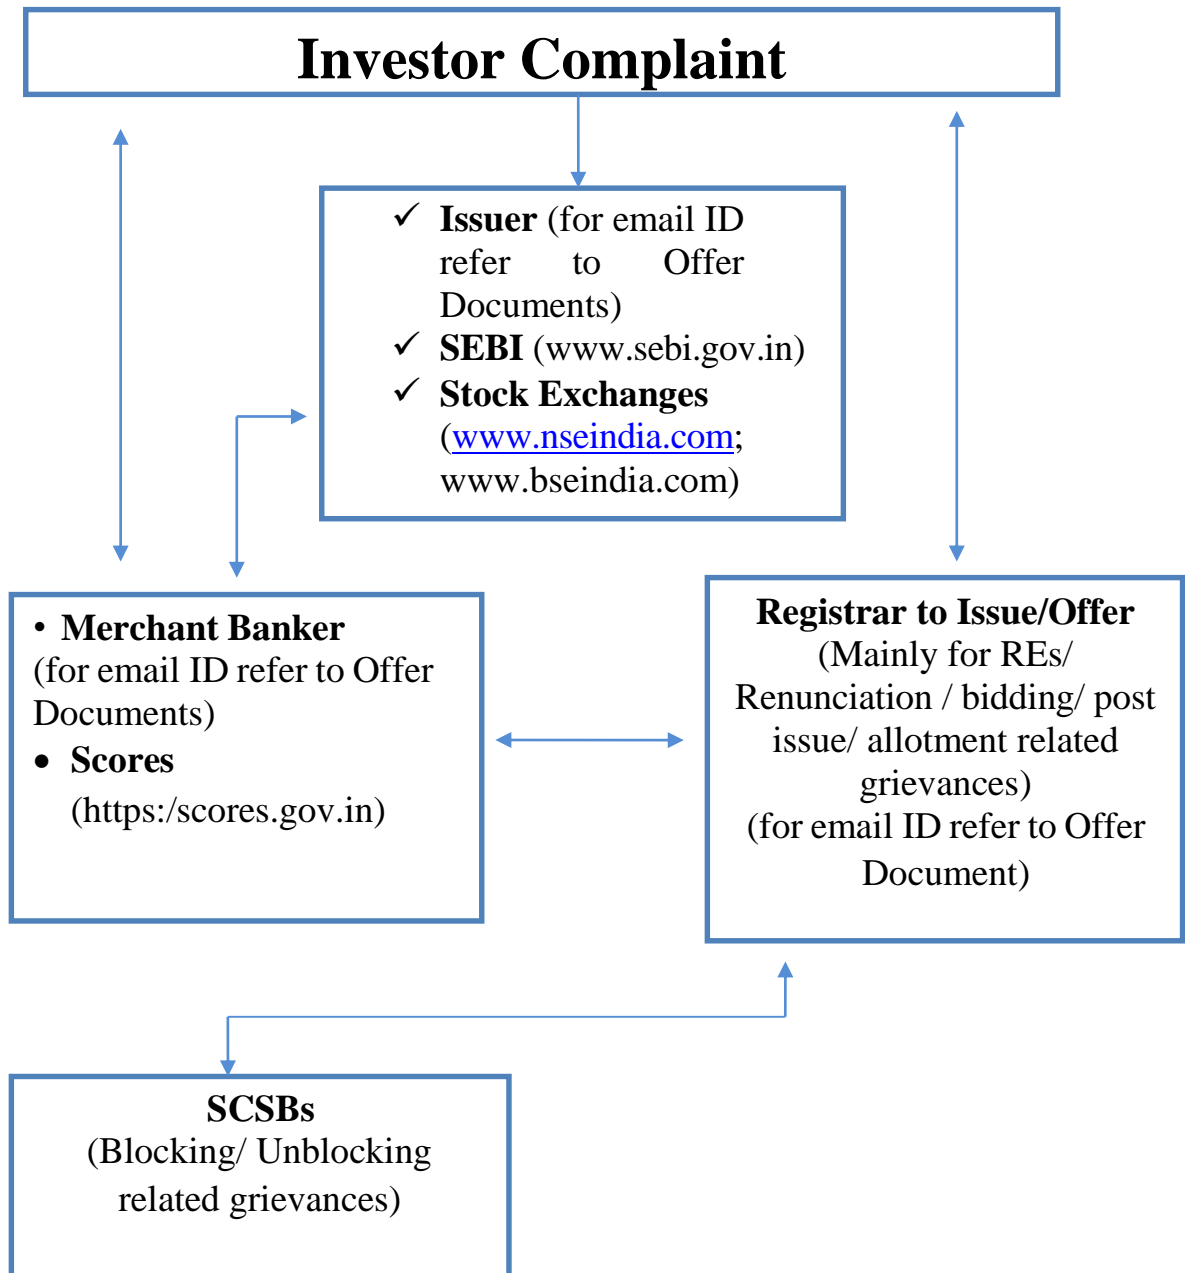 Investor Complaint
✓ Issuer (for email ID
refer to Offer
Documents)
✓ SEBI (www.sebi.gov.in)
✓ Stock Exchanges
(www.nseindia.com;
www.bseindia.com)
• Merchant Banker
(for email ID refer to Offer
Documents)
• Scores
(https:/scores.gov.in)
Registrar to Issue/Offer
(Mainly for REs/
Renunciation / bidding/ post
issue/ allotment related
grievances)
(for email ID refer to Offer
Document)
SCSBs
(Blocking/ Unblocking
related grievances)